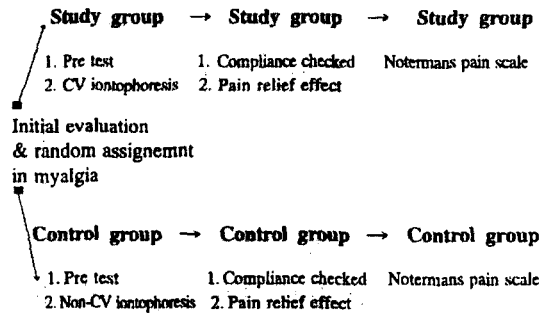 Study group → Study group → Study group
1. Pre test 1. Compliance checked Notermans pain scale
2. CV iontophoresis 2. Pain relief effect
Initial evaluation
& random assignemnt
in myalgia
Control group → Control group → Control group
1. Pre test 1. Compliance checked Notermans pain scale
2. Non-CV iontophoresis 2. Pain relief effect